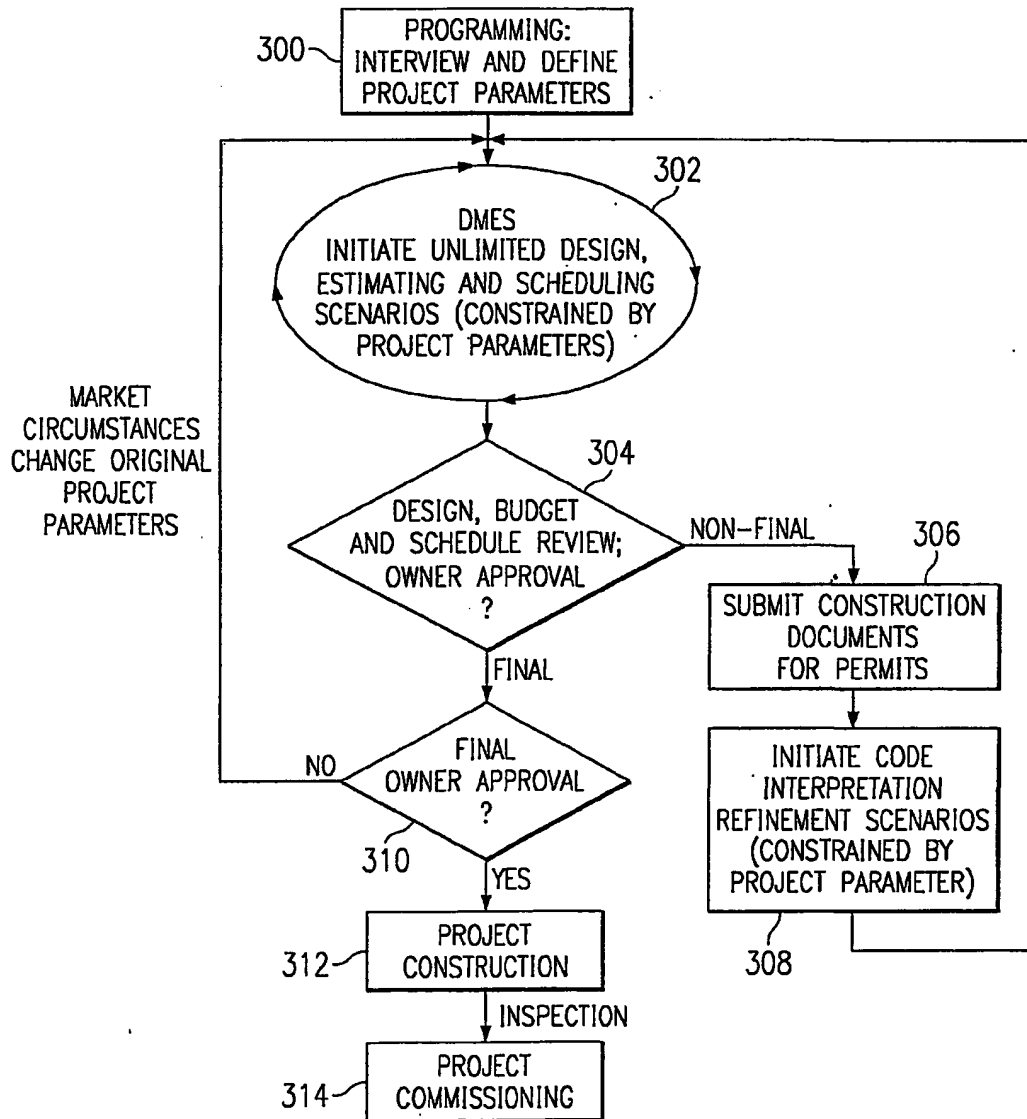 300
PROGRAMMING:
INTERVIEW AND DEFINE
PROJECT PARAMETERS
302
DMES
INITIATE UNLIMITED DESIGN,
ESTIMATING AND SCHEDULING
SCENARIOS (CONSTRAINED BY
PROJECT PARAMETERS)
MARKET
CIRCUMSTANCES
CHANGE ORIGINAL
PROJECT
PARAMETERS
304
DESIGN, BUDGET
AND SCHEDULE REVIEW;
OWNER APPROVAL
?
NON-FINAL
306
SUBMIT CONSTRUCTION
DOCUMENTS
FOR PERMITS
FINAL
INITIATE CODE
INTERPRETATION
REFINEMENT SCENARIOS
(CONSTRAINED BY
PROJECT PARAMETER)
308
NO
FINAL
OWNER APPROVAL
?
310
YES
312
PROJECT
CONSTRUCTION
INSPECTION
314
PROJECT
COMMISSIONING